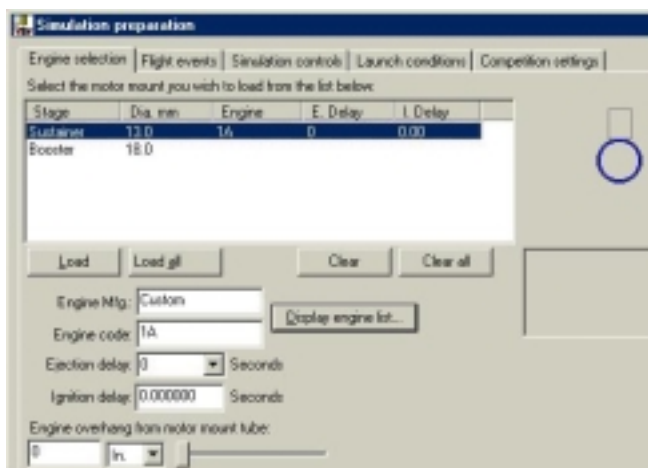 Simulation preparation
Engine selection Flight events Simulation controls Launch conditions Competition settings
Select the motor mount you wish to load from the list below:
Stage Dia. mm Engine E. Delay I. Delay
Sustainer 13.0 1A 0 0.00
Booster 18.0
Load Load all Clear Clear all
Engine Mfg.: Custom
Display engine list...
Engine code: 1A
Ejection delay: 0 Seconds
Ignition delay: 0.000000 Seconds
Engine overhang from motor mount tube:
0 In.